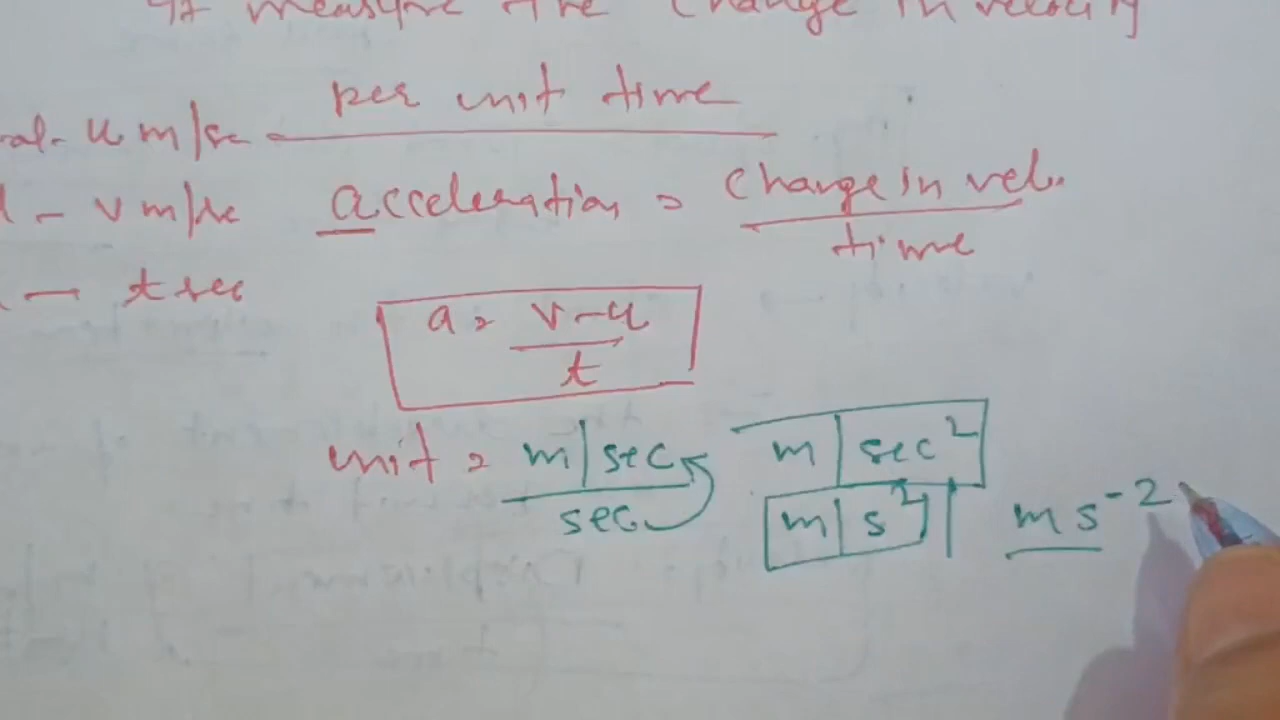 It measure the change in velocity
per unit time
u m/sec
- v m/sec acceleration = change in vel.
time
- t sec
a = v-u
t
unit = m/sec m/sec²
sec m/s² ms⁻²